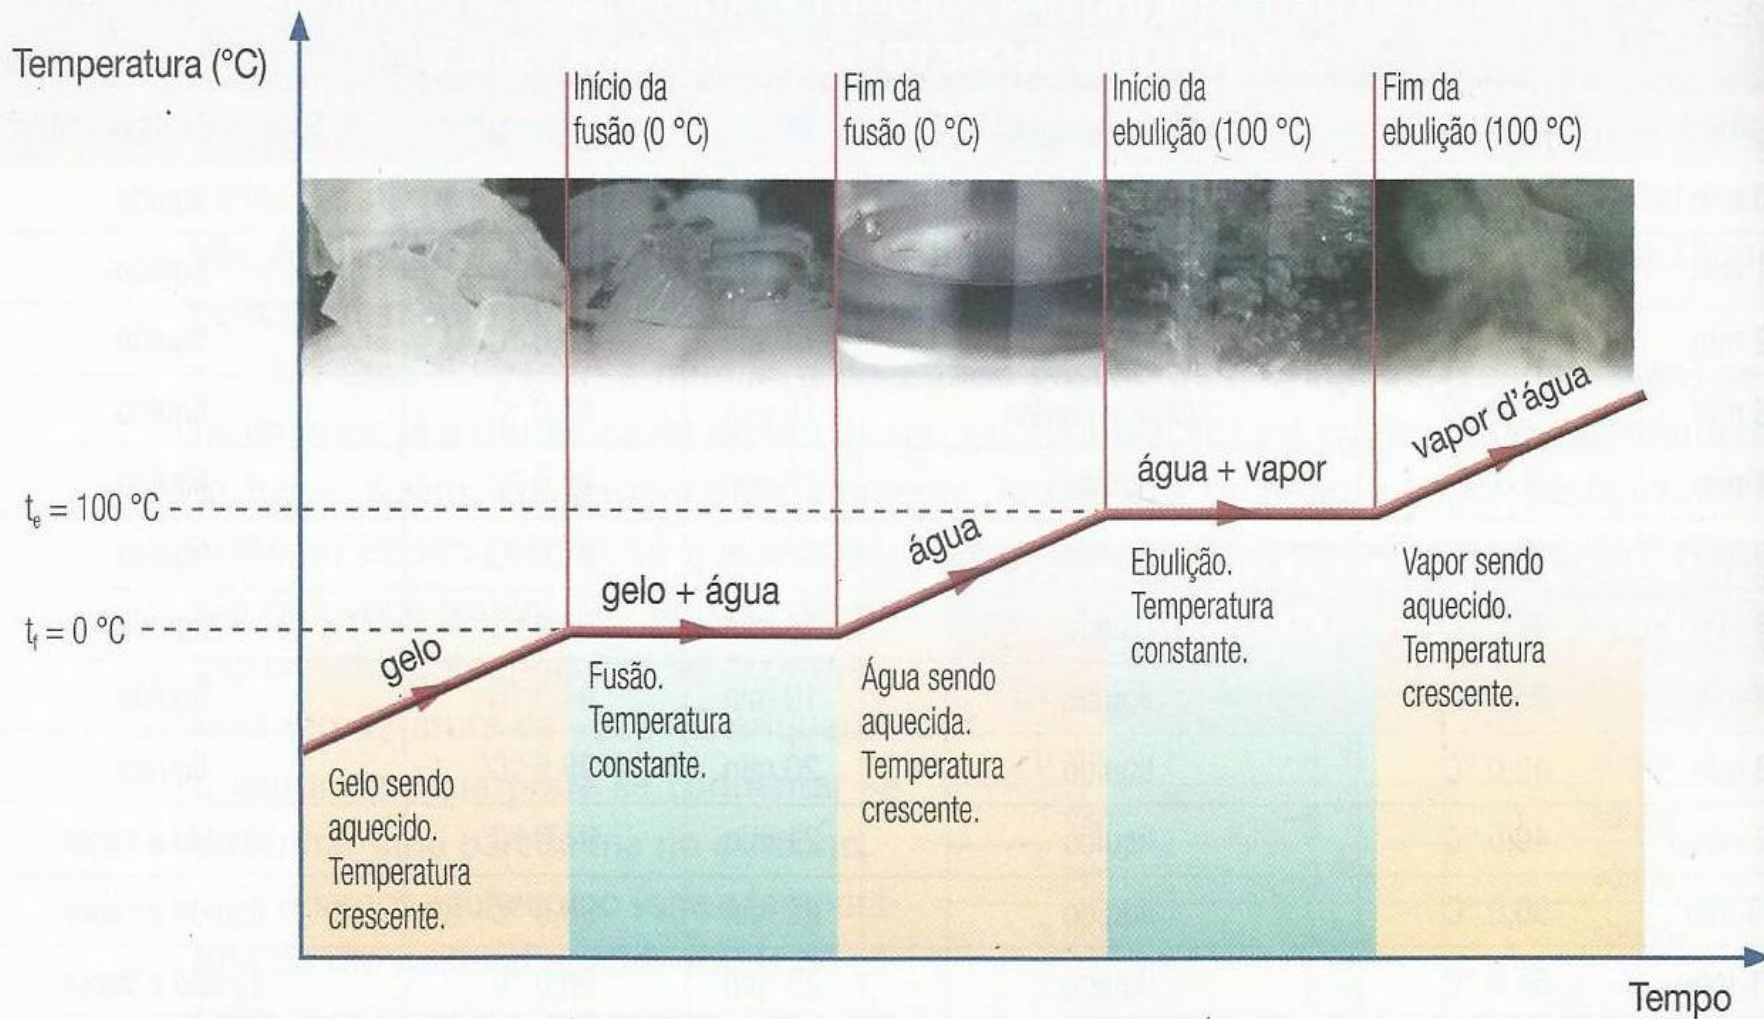 Temperatura (°C)
Início da
fusão (0 °C)
Fim da
fusão (0 °C)
Início da
ebulição (100 °C)
Fim da
ebulição (100 °C)
vapor d'água
água + vapor
t_e = 100 °C
água
gelo + água
t_f = 0 °C
gelo
Gelo sendo
aquecido.
Temperatura
crescente.
Fusão.
Temperatura
constante.
Água sendo
aquecida.
Temperatura
crescente.
Ebulição.
Temperatura
constante.
Vapor sendo
aquecido.
Temperatura
crescente.
Tempo